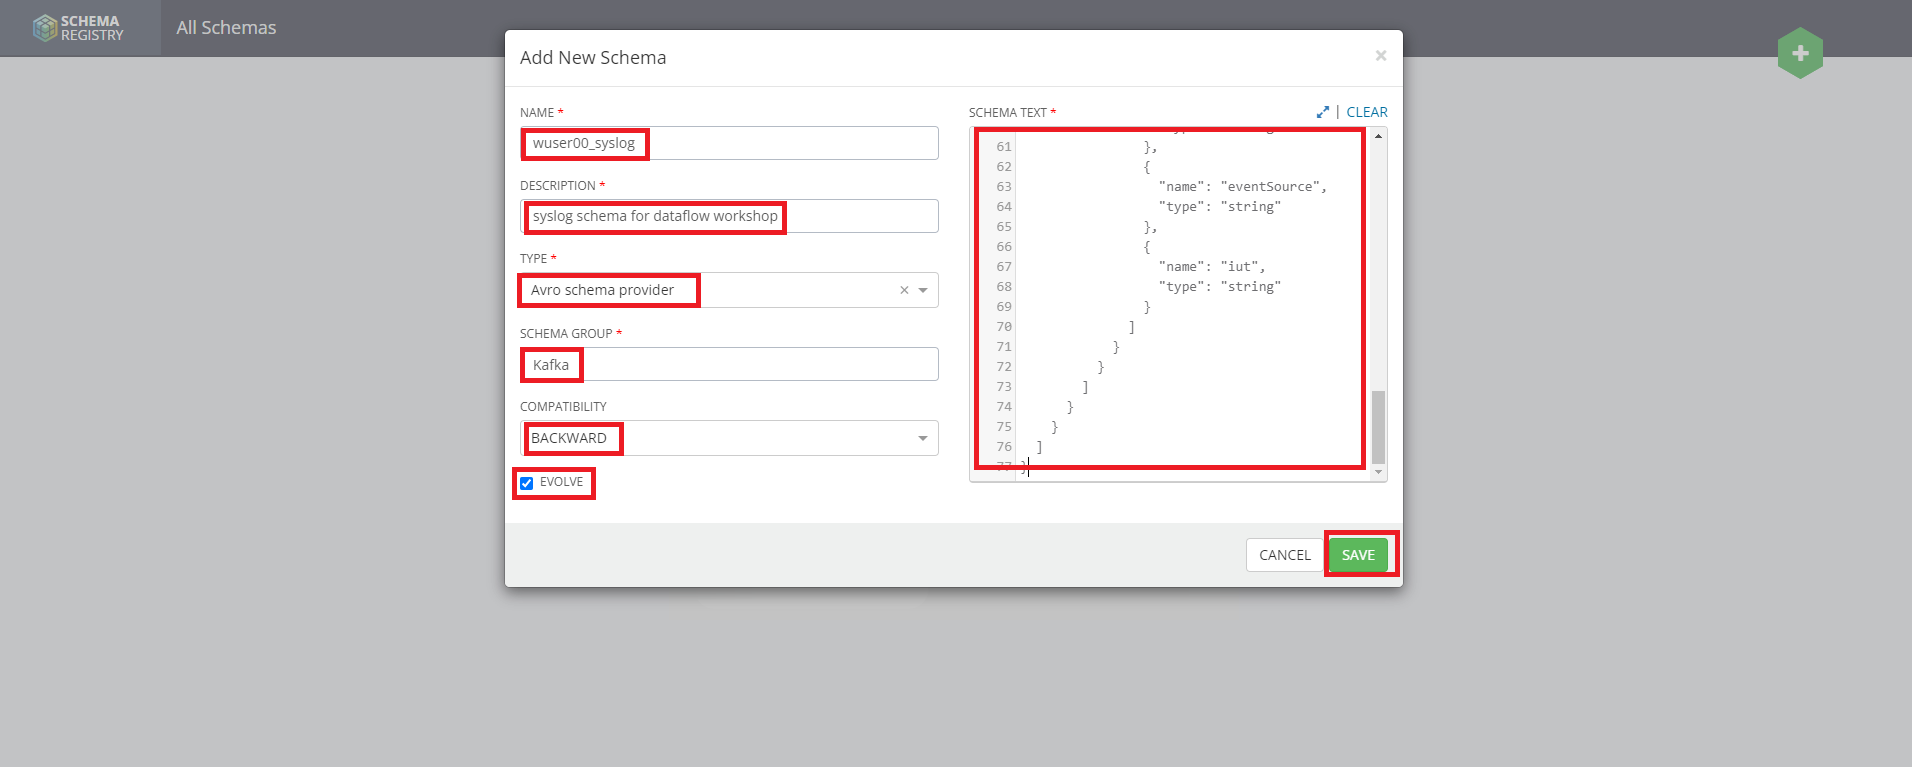 SCHEMA
REGISTRY
All Schemas
Add New Schema
×
NAME *
wuser00_syslog
DESCRIPTION *
syslog schema for dataflow workshop
TYPE *
Avro schema provider
×
SCHEMA GROUP *
Kafka
COMPATIBILITY
BACKWARD
EVOLVE
SCHEMA TEXT *
| CLEAR
61 },
62 {
63 "name": "eventSource",
64 "type": "string"
65 },
66 {
67 "name": "iut",
68 "type": "string"
69 }
70 ]
71 }
72 }
73 ]
74 }
75 }
76 ]
77 }
CANCEL
SAVE